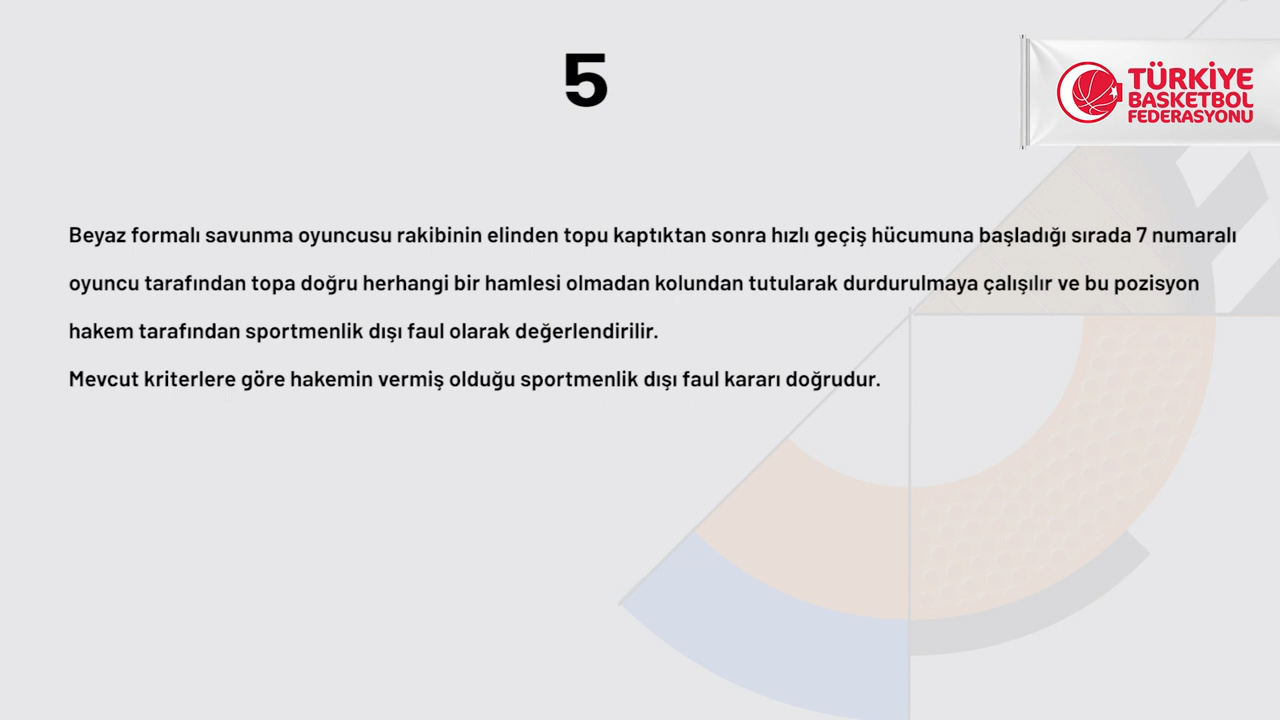 5
TÜRKİYE
BASKETBOL
FEDERASYONU
Beyaz formalı savunma oyuncusu rakibinin elinden topu kaptıktan sonra hızlı geçiş hücumuna başladığı sırada 7 numaralı
oyuncu tarafından topa doğru herhangi bir hamlesi olmadan kolundan tutularak durdurulmaya çalışılır ve bu pozisyon
hakem tarafından sportmenlik dışı faul olarak değerlendirilir.
Mevcut kriterlere göre hakemin vermiş olduğu sportmenlik dışı faul kararı doğrudur.